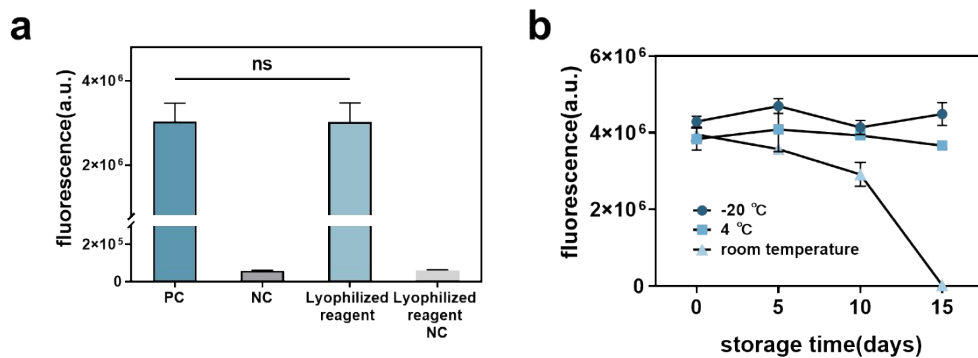 a
fluorescence(a.u.)
4×10⁶
2×10⁶
2×10⁵
0
ns
PC
NC
Lyophilized
reagent
Lyophilized
reagent
NC
b
fluorescence(a.u.)
6×10⁶
4×10⁶
2×10⁶
0
-20 ℃
4 ℃
room temperature
0
5
10
15
storage time(days)